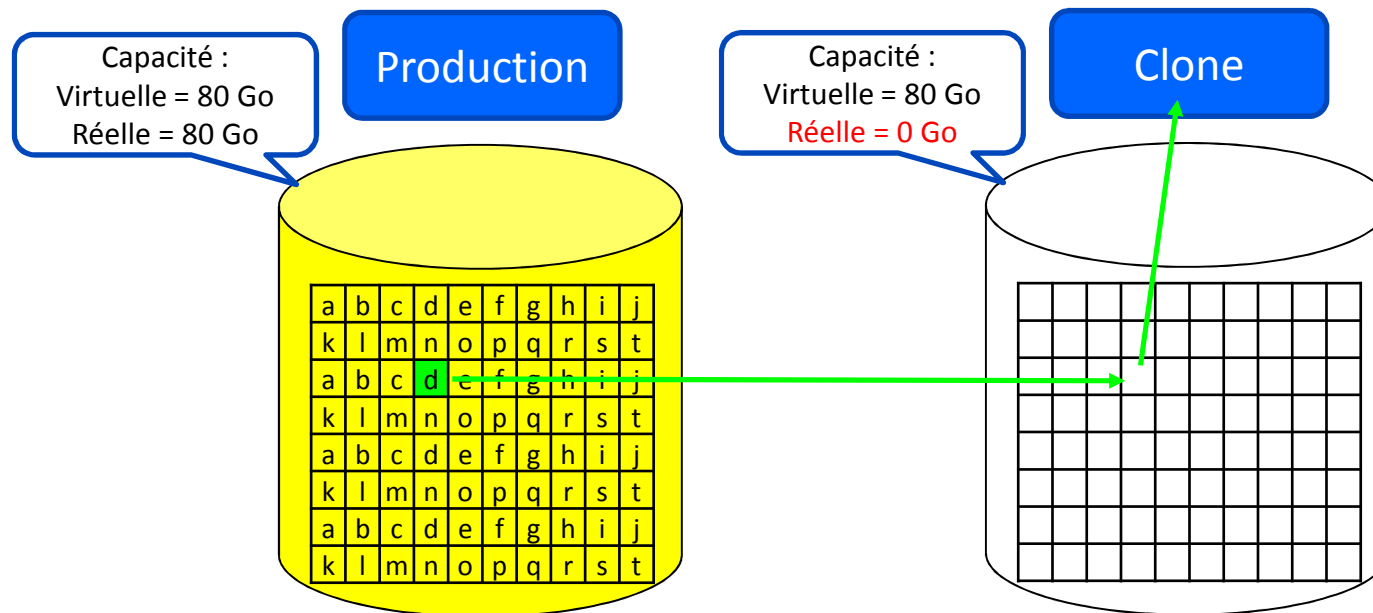 Capacité :
Virtuelle = 80 Go
Réelle = 80 Go
Production
Capacité :
Virtuelle = 80 Go
Réelle = 0 Go
Clone
a b c d e f g h i j
k l m n o p q r s t
a b c d e f g h i j
k l m n o p q r s t
a b c d e f g h i j
k l m n o p q r s t
a b c d e f g h i j
k l m n o p q r s t